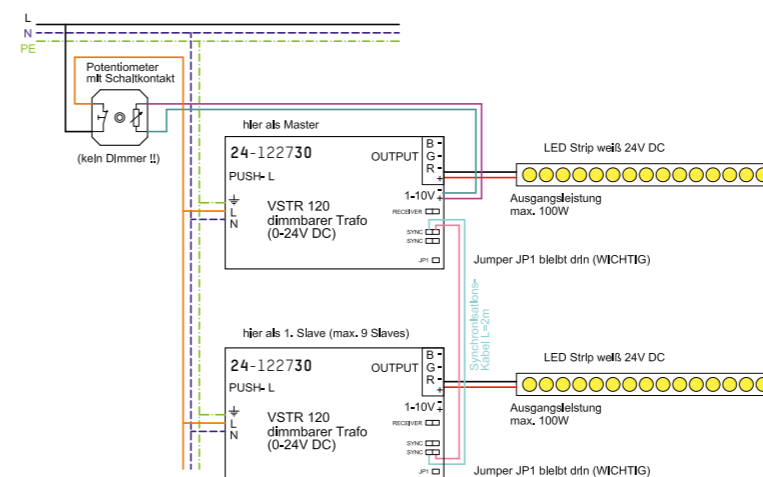 L
N
PE
Potentiometer
mit Schaltkontakt
(kein Dimmer !!)
hier als Master
24-122730
PUSH- L
L
N
VSTR 120
dimmbarer Trafo
(0-24V DC)
OUTPUT
B -
G -
R -
+
1-10V -
+
RECEIVER
SYNC
SYNC
JP1
LED Strip weiß 24V DC
Ausgangsleistung
max. 100W
Jumper JP1 bleibt drin (WICHTIG)
Synchronisations-
Kabel L=2m
hier als 1. Slave (max. 9 Slaves)
24-122730
PUSH- L
L
N
VSTR 120
dimmbarer Trafo
(0-24V DC)
OUTPUT
B -
G -
R -
+
1-10V -
+
RECEIVER
SYNC
SYNC
JP1
LED Strip weiß 24V DC
Ausgangsleistung
max. 100W
Jumper JP1 bleibt drin (WICHTIG)